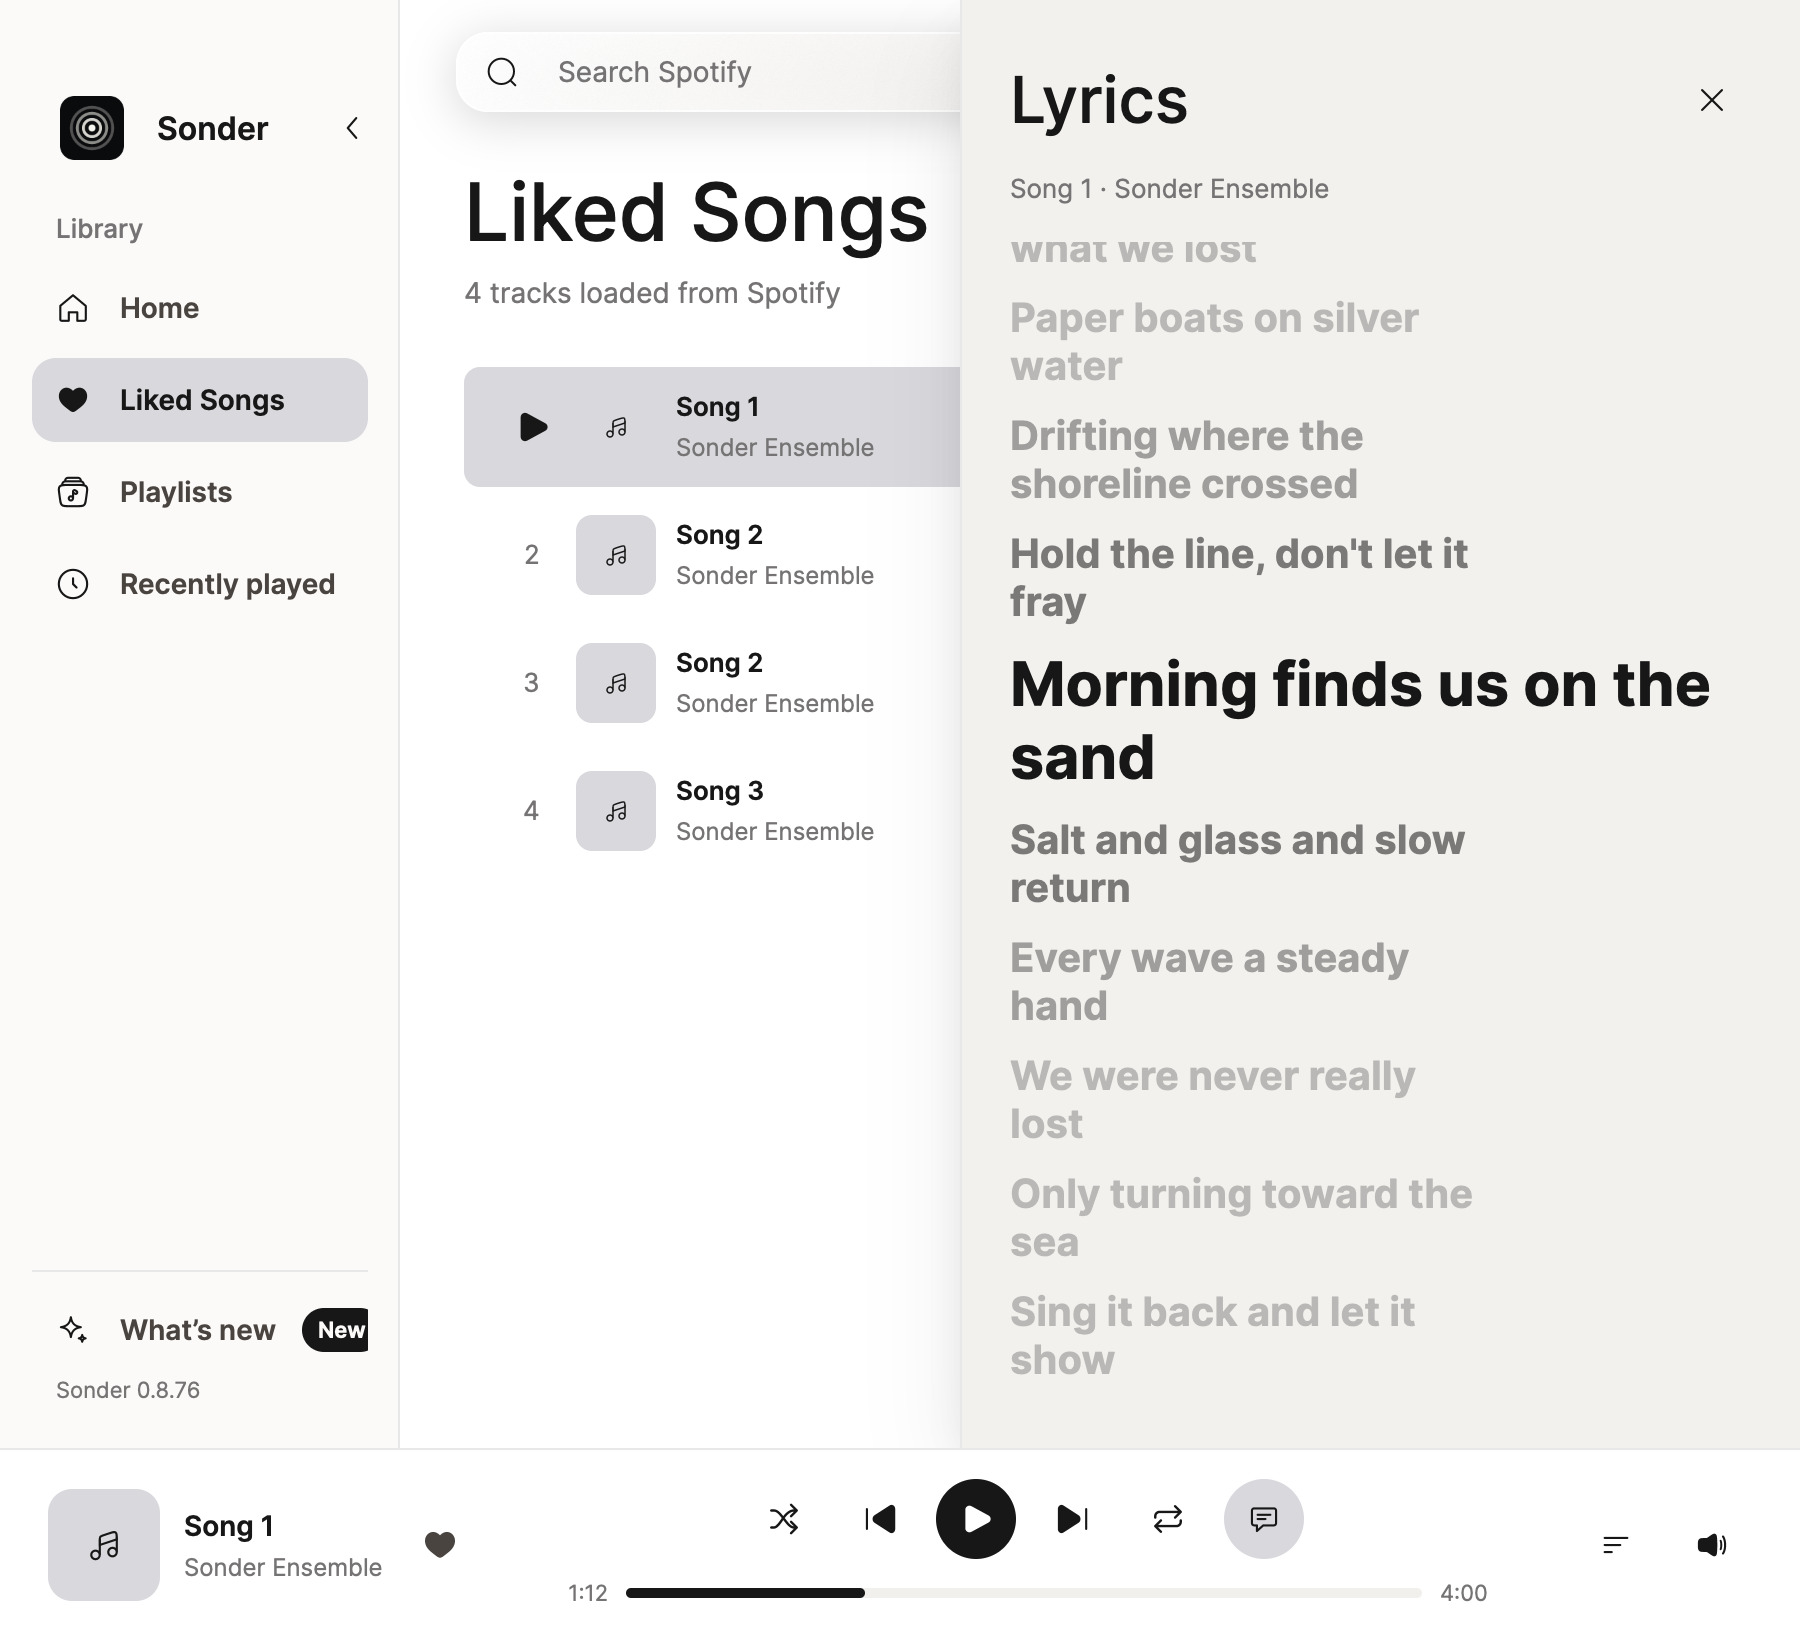 Sonder
Library
Home
Liked Songs
Playlists
Recently played
What’s new
New
Sonder 0.8.76
Search Spotify
Liked Songs
4 tracks loaded from Spotify
Song 1
Sonder Ensemble
2
Song 2
Sonder Ensemble
3
Song 2
Sonder Ensemble
4
Song 3
Sonder Ensemble
Lyrics
Song 1 · Sonder Ensemble
what we lost
Paper boats on silver
water
Drifting where the
shoreline crossed
Hold the line, don't let it
fray
Morning finds us on the
sand
Salt and glass and slow
return
Every wave a steady
hand
We were never really
lost
Only turning toward the
sea
Sing it back and let it
show
Song 1
Sonder Ensemble
1:12
4:00